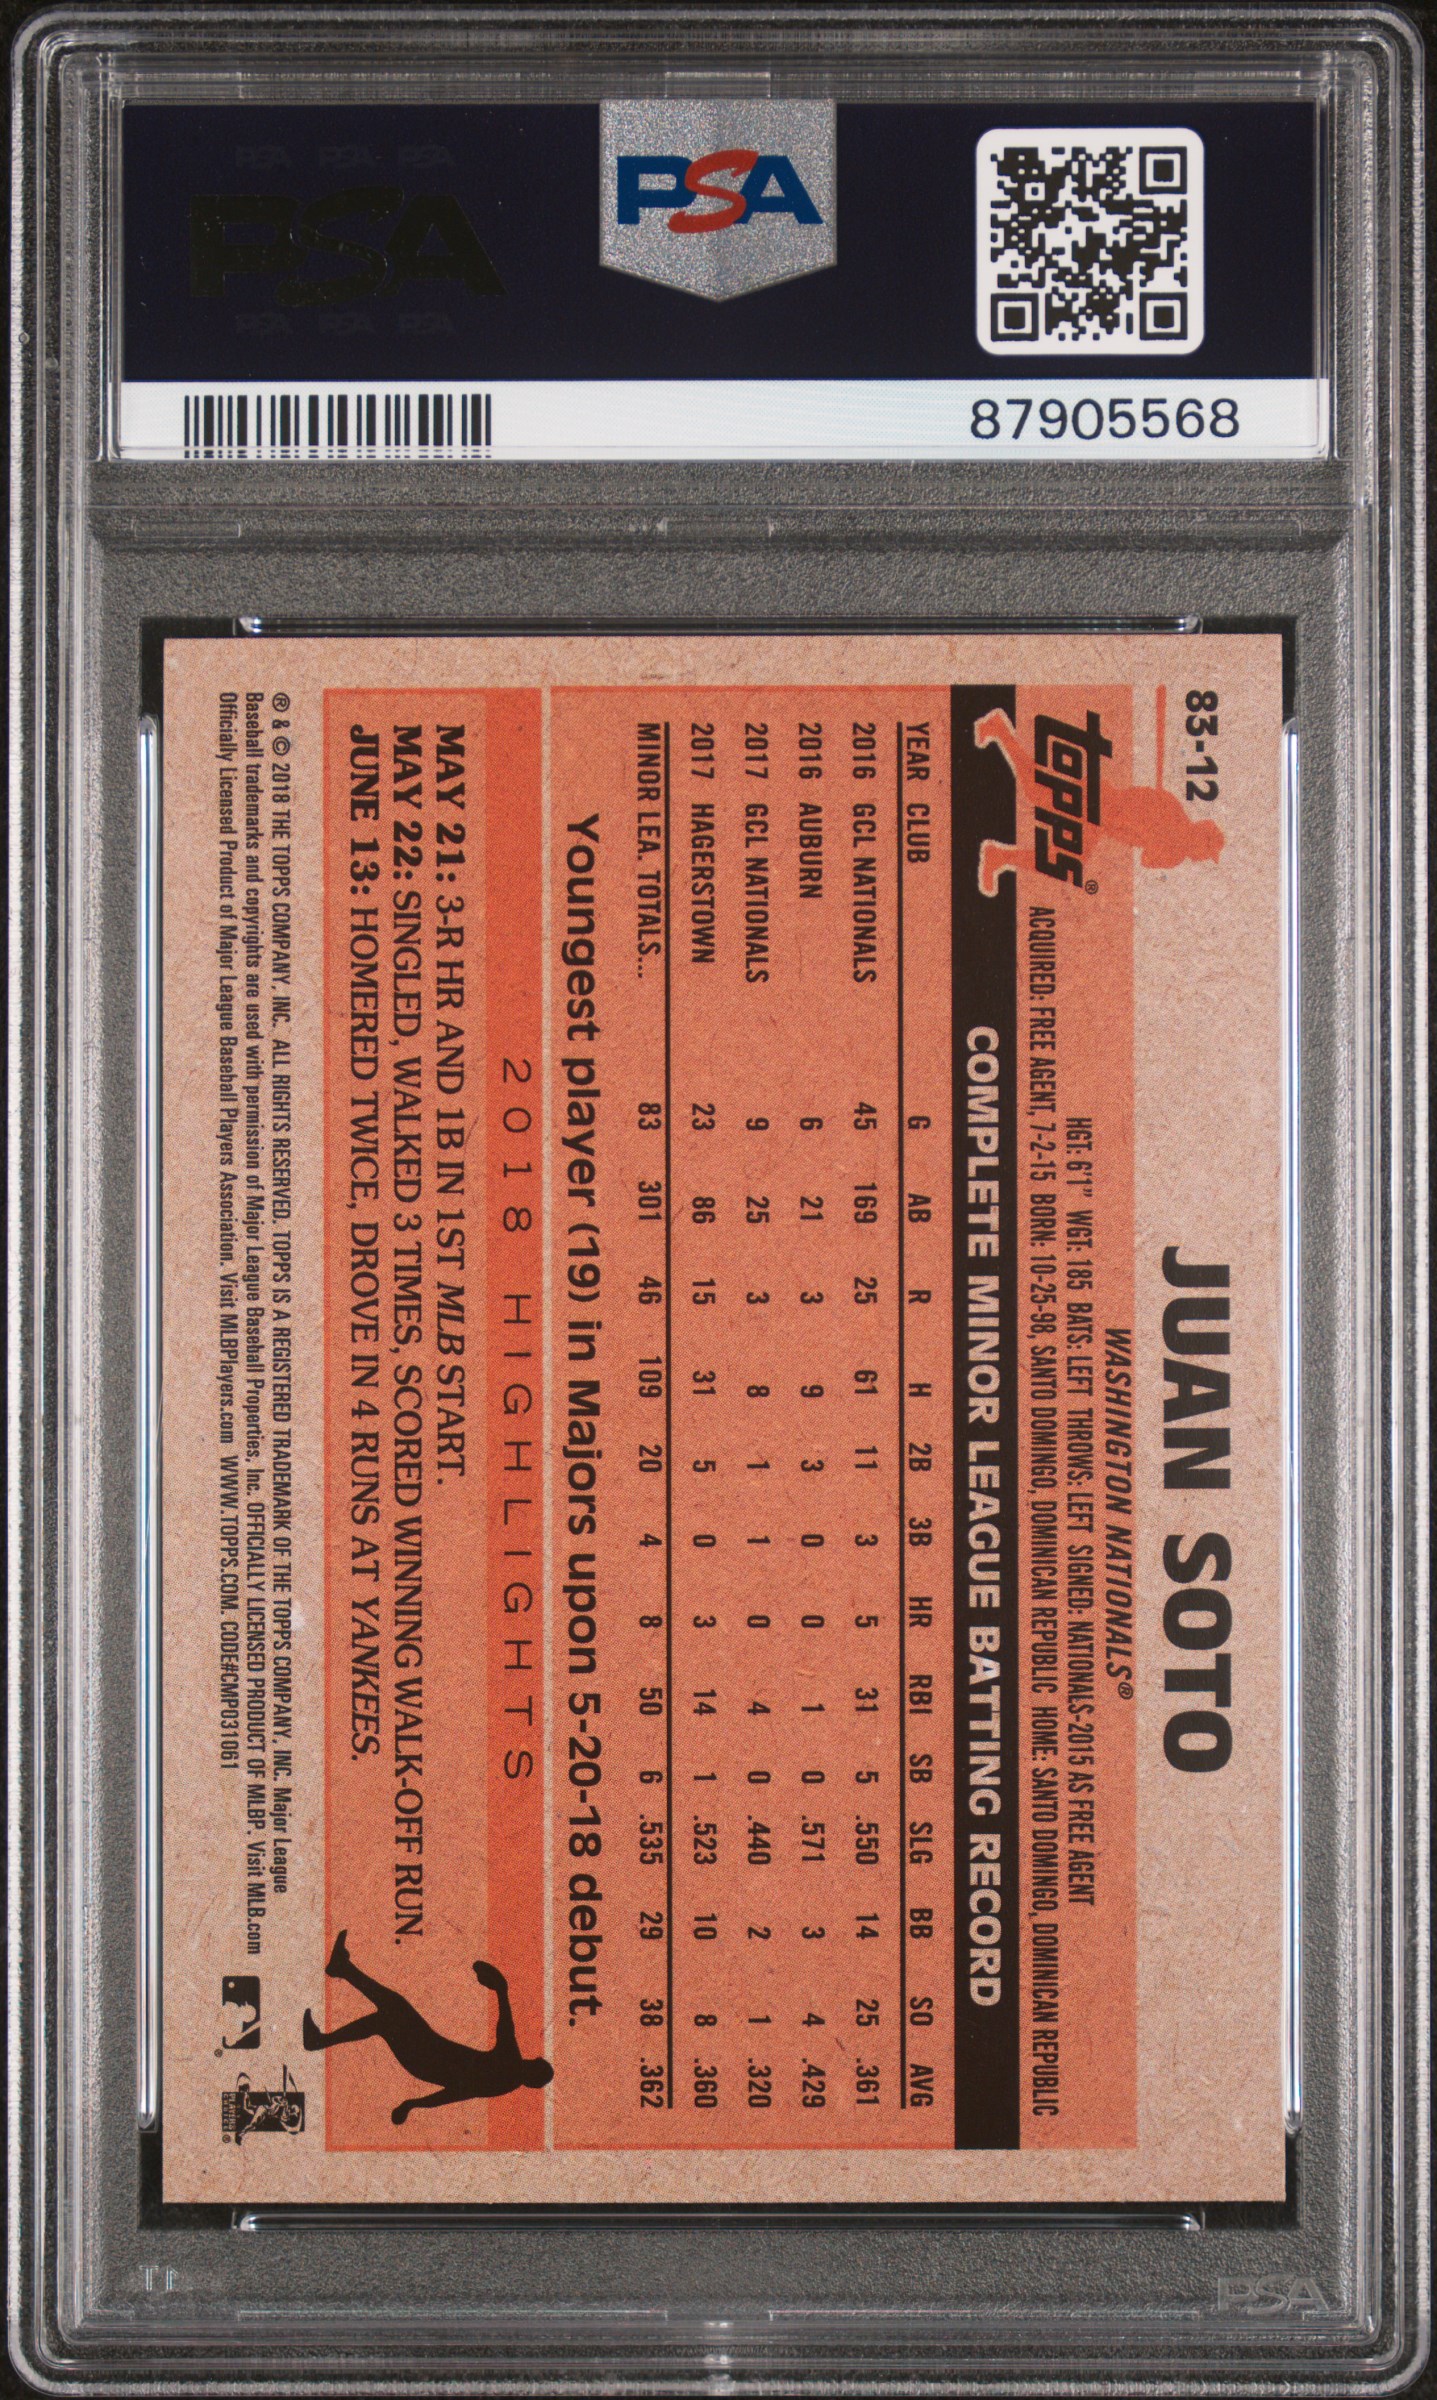 PSA PSA PSA
PSA
PSA PSA PSA
PSA
87905568
83-12
JUAN SOTO
WASHINGTON NATIONALS®
topps®
HGT: 6'1" WGT: 185 BATS: LEFT THROWS: LEFT SIGNED: NATIONALS-2015 AS FREE AGENT
ACQUIRED: FREE AGENT, 7-2-15 BORN: 10-25-98, SANTO DOMINGO, DOMINICAN REPUBLIC HOME: SANTO DOMINGO, DOMINICAN REPUBLIC
COMPLETE MINOR LEAGUE BATTING RECORD
YEAR CLUB G AB R H 2B 3B HR RBI SB SLG BB SO AVG
2016 GCL NATIONALS 45 169 25 61 11 3 5 31 5 .550 14 25 .361
2016 AUBURN 6 21 3 9 3 0 0 1 0 .571 3 4 .429
2017 GCL NATIONALS 9 25 3 8 1 1 0 4 0 .440 2 1 .320
2017 HAGERSTOWN 23 86 15 31 5 0 3 14 1 .523 10 8 .360
MINOR LEA. TOTALS... 83 301 46 109 20 4 8 50 6 .535 29 38 .362
Youngest player (19) in Majors upon 5-20-18 debut.
2018 HIGHLIGHTS
MAY 21: 3-R HR AND 1B IN 1ST MLB START.
MAY 22: SINGLED, WALKED 3 TIMES, SCORED WINNING WALK-OFF RUN.
JUNE 13: HOMERED TWICE, DROVE IN 4 RUNS AT YANKEES.
® & © 2018 THE TOPPS COMPANY, INC. ALL RIGHTS RESERVED. TOPPS IS A REGISTERED TRADEMARK OF THE TOPPS COMPANY, INC. Major League
Baseball trademarks and copyrights are used with permission of Major League Baseball Properties, Inc. OFFICIALLY LICENSED PRODUCT OF MLBP. Visit MLB.com
Officially Licensed Product of Major League Baseball Players Association. Visit MLBPlayers.com WWW.TOPPS.COM. CODE#CMP031061
PSA